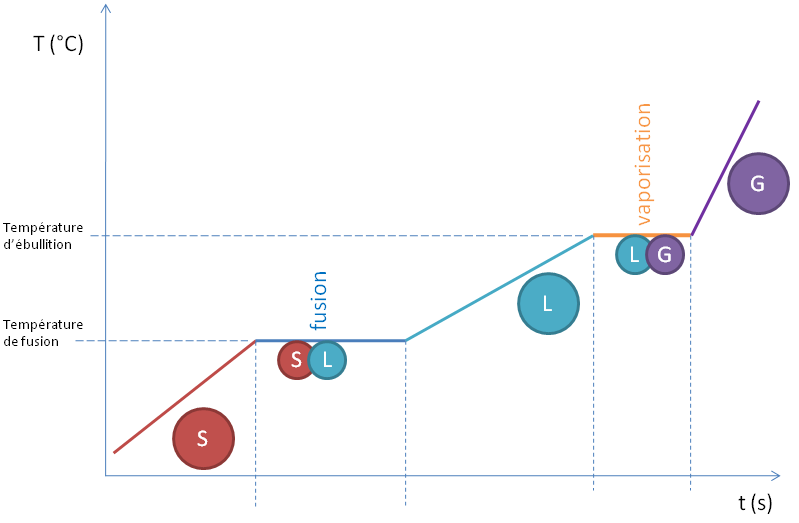 T (°C)
vaporisation
G
Température
d'ébullition
L G
fusion
L
Température
de fusion
S L
S
t (s)